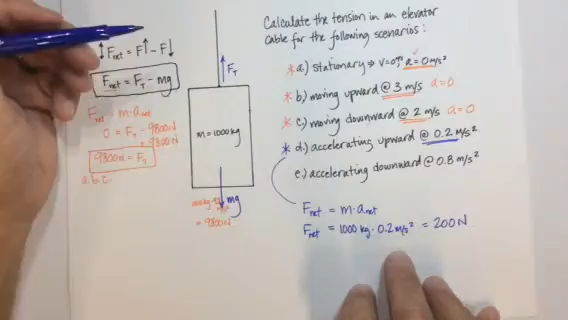 Calculate the tension in an elevator
cable for the following scenarios:
* a.) stationary → v=0 m/s a=0 m/s²
* b.) moving upward @ 3 m/s a=0
* c.) moving downward @ 2 m/s a=0
* d.) accelerating upward @ 0.2 m/s²
e.) accelerating downward @ 0.8 m/s²
Fnet = m·anet
Fnet = 1000 kg · 0.2 m/s² = 200 N
↕ Fnet = F↑ - F↓
Fnet = FT - mg
Fnet m·anet
0 = FT - 9800N
+ 9800N
9800N = FT
a. b. c.
FT
m = 1000 kg
mg
= 9800N